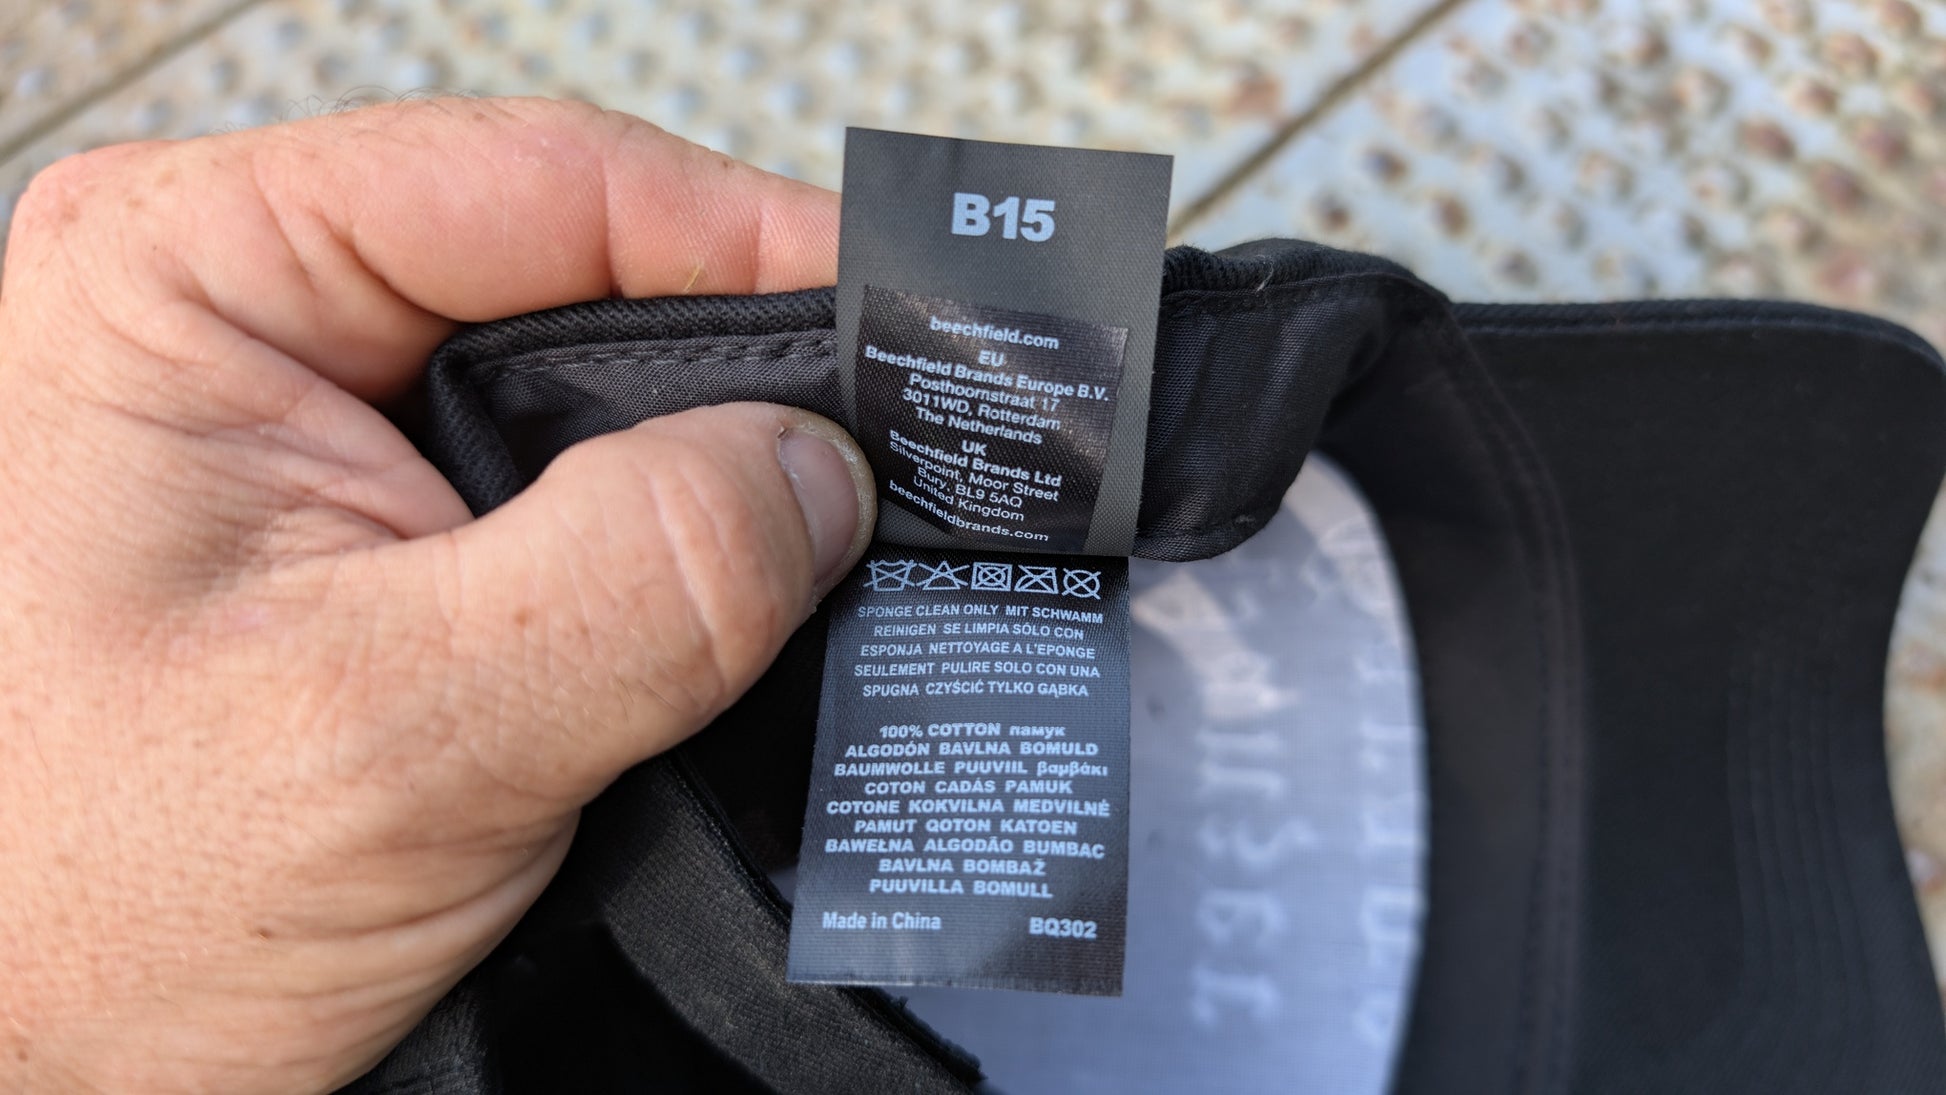 B15
beechfield.com
EU
Beechfield Brands Europe B.V.
Posthoornstraat 17
3011WD, Rotterdam
The Netherlands
UK
Beechfield Brands Ltd
Silverpoint, Moor Street
Bury, BL9 5AQ
United Kingdom
beechfieldbrands.com
SPONGE CLEAN ONLY MIT SCHWAMM
REINIGEN SE LIMPIA SÓLO CON
ESPONJA NETTOYAGE A L'EPONGE
SEULEMENT PULIRE SOLO CON UNA
SPUGNA CZYŚCIĆ TYLKO GĄBKA
100% COTTON памук
ALGODÓN BAVLNA BOMULD
BAUMWOLLE PUUVIIL βαμβάκι
COTON CADÁS PAMUK
COTONE KOKVILNA MEDVILNĖ
PAMUT QOTON KATOEN
BAWEŁNA ALGODÃO BUMBAC
BAVLNA BOMBAŽ
PUUVILLA BOMULL
Made in China BQ302